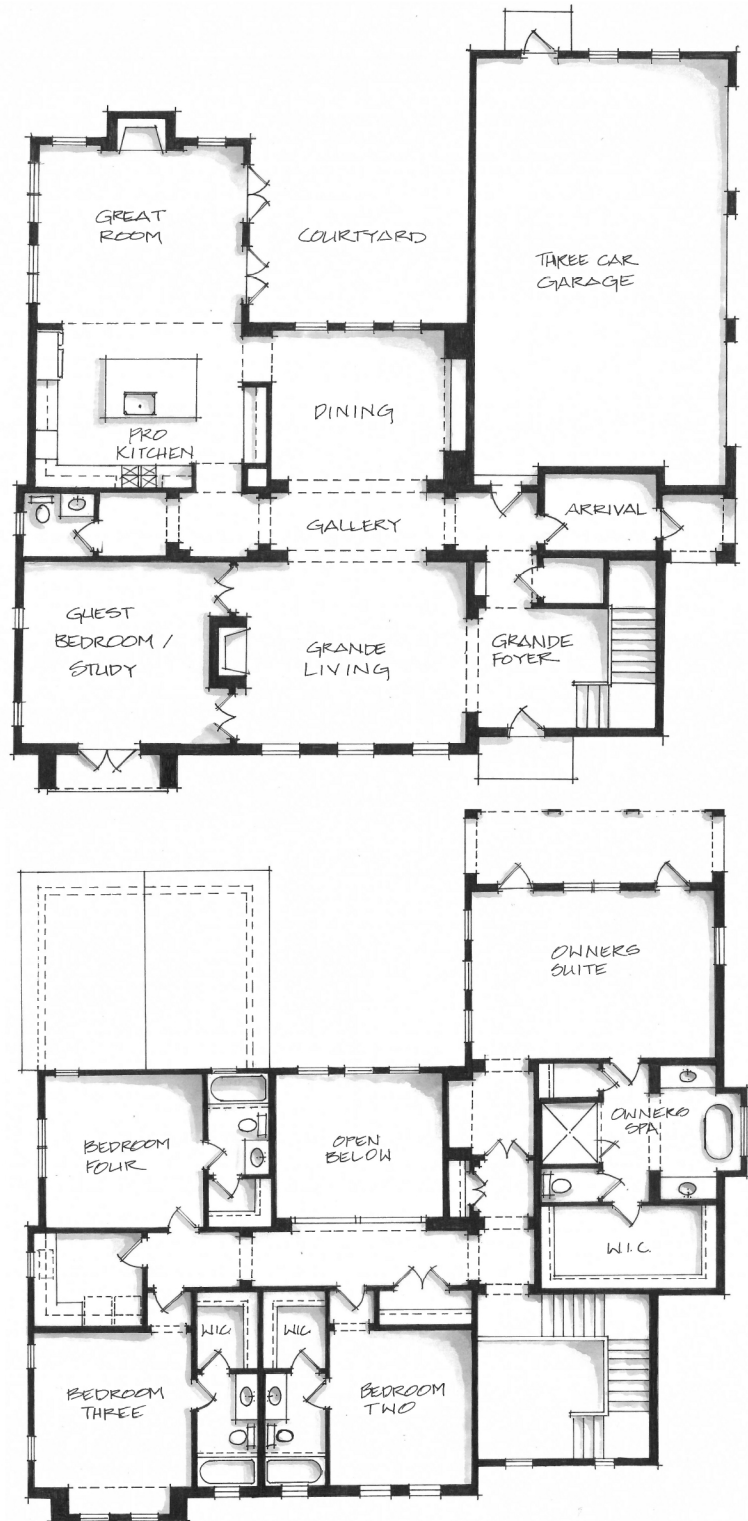 GREAT
ROOM
COURTYARD
THREE CAR
GARAGE
DINING
PRO
KITCHEN
GALLERY
ARRIVAL
GUEST
BEDROOM /
STUDY
GRANDE
LIVING
GRANDE
FOYER
OWNERS
SUITE
BEDROOM
FOUR
OPEN
BELOW
OWNERS
SPA
W.I.C.
WIC
WIC
BEDROOM
THREE
BEDROOM
TWO